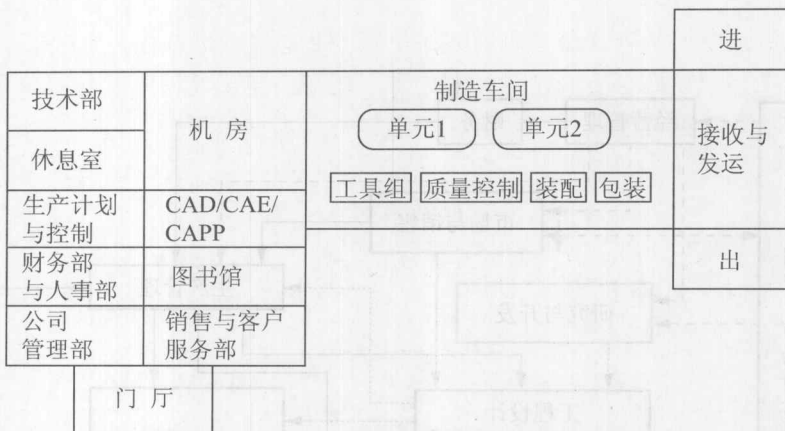 进
技术部
机房
制造车间
单元1
单元2
接收与
发运
休息室
工具组
质量控制
装配
包装
生产计划
与控制
CAD/CAE/
CAPP
出
财务部
与人事部
图书馆
公司
管理部
销售与客户
服务部
门厅